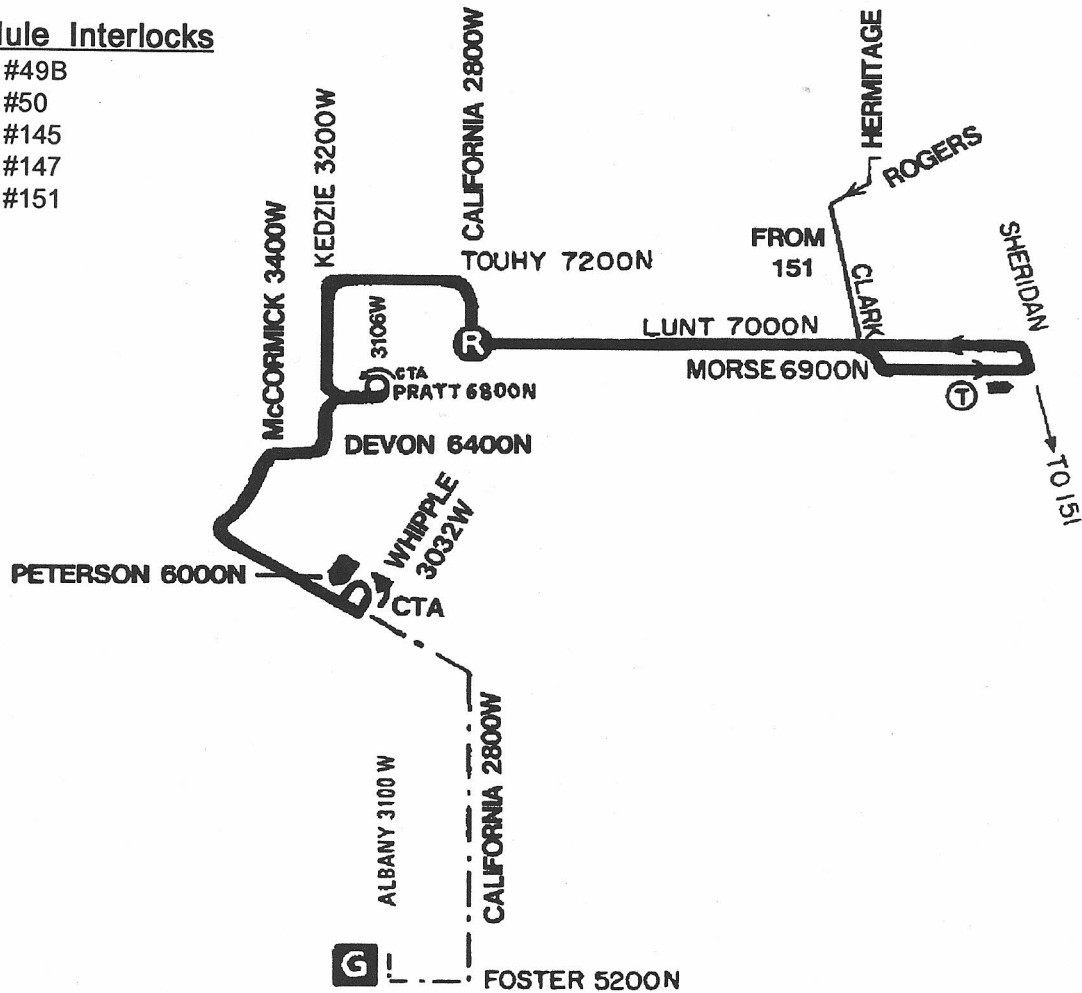 dule Interlocks
#49B
#50
#145
#147
#151
CALIFORNIA 2800W
HERMITAGE
KEDZIE 3200W
ROGERS
McCORMICK 3400W
FROM
151
SHERIDAN
TOUHY 7200N
CLARK
3106W
LUNT 7000N
R
CTA
MORSE 6900N
PRATT 6800N
T
DEVON 6400N
TO 151
WHIPPLE
3032W
PETERSON 6000N
CTA
ALBANY 3100 W
CALIFORNIA 2800W
G
FOSTER 5200N